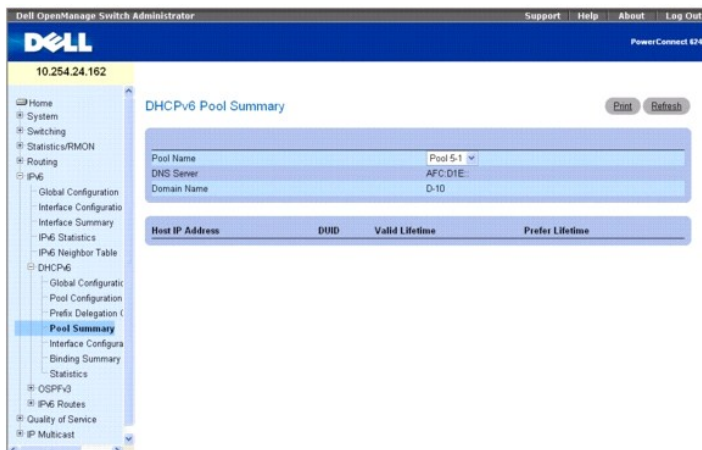 Dell OpenManage Switch Administrator
Support Help About Log Out
DELL
PowerConnect 624
10.254.24.162
Home
System
Switching
Statistics/RMON
Routing
IPv6
Global Configuration
Interface Configuratio
Interface Summary
IPv6 Statistics
IPv6 Neighbor Table
DHCPv6
Global Configuratic
Pool Configuration
Prefix Delegation (
Pool Summary
Interface Configura
Binding Summary
Statistics
OSPFv3
IPv6 Routes
Quality of Service
IP Multicast
DHCPv6 Pool Summary
Print Refresh
Pool Name Pool 5-1
DNS Server AFC:D1E::
Domain Name D-10
Host IP Address DUID Valid Lifetime Prefer Lifetime